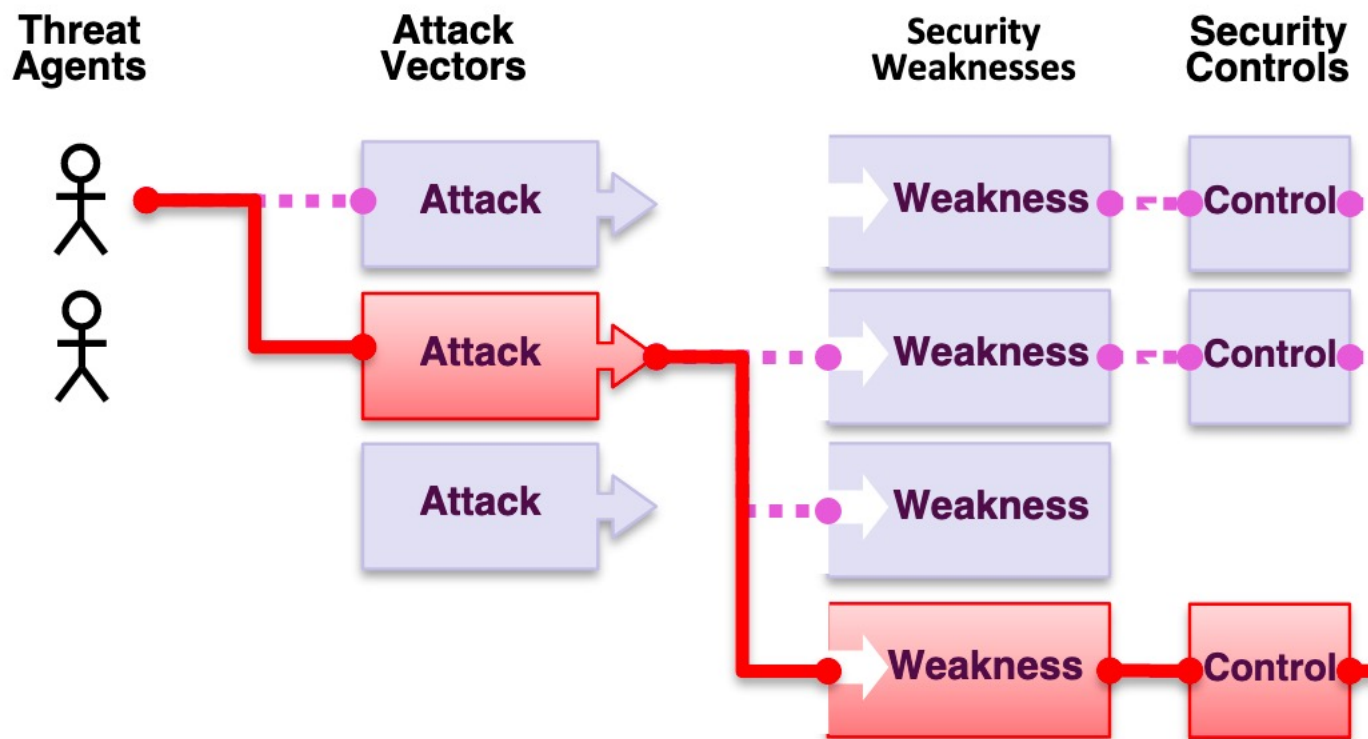 Threat
Agents
Attack
Vectors
Security
Weaknesses
Security
Controls
Attack
Weakness
Control
Attack
Weakness
Control
Attack
Weakness
Weakness
Control